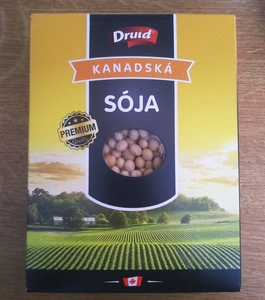 Druid
KANADSKÁ
SÓJA
PREMIUM